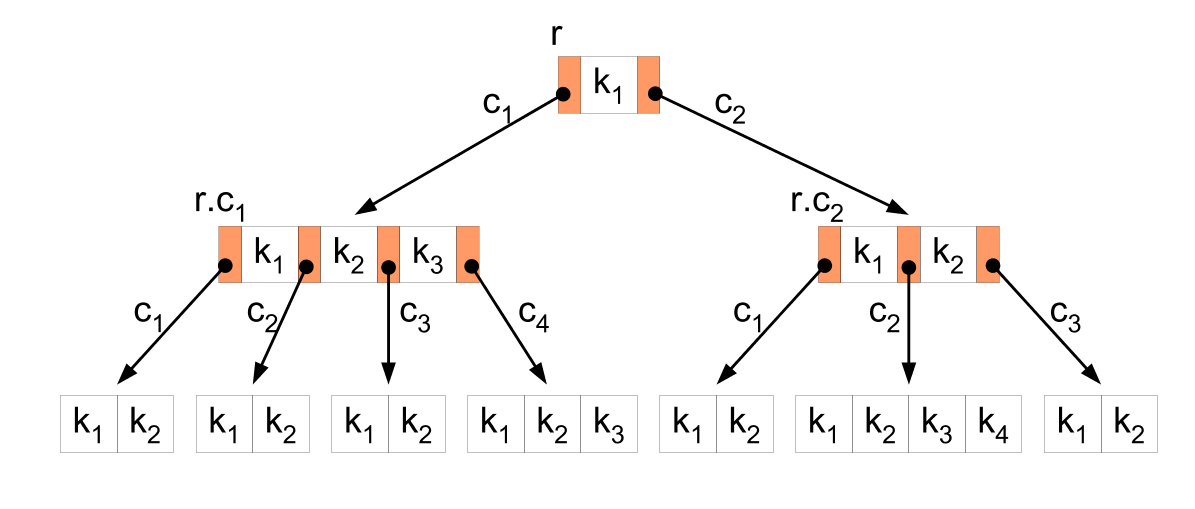 r
k₁
c₁ c₂
r.c₁ r.c₂
k₁ k₂ k₃ k₁ k₂
c₁ c₂ c₃ c₄ c₁ c₂ c₃
k₁ k₂ k₁ k₂ k₁ k₂ k₁ k₂ k₃ k₁ k₂ k₁ k₂ k₃ k₄ k₁ k₂